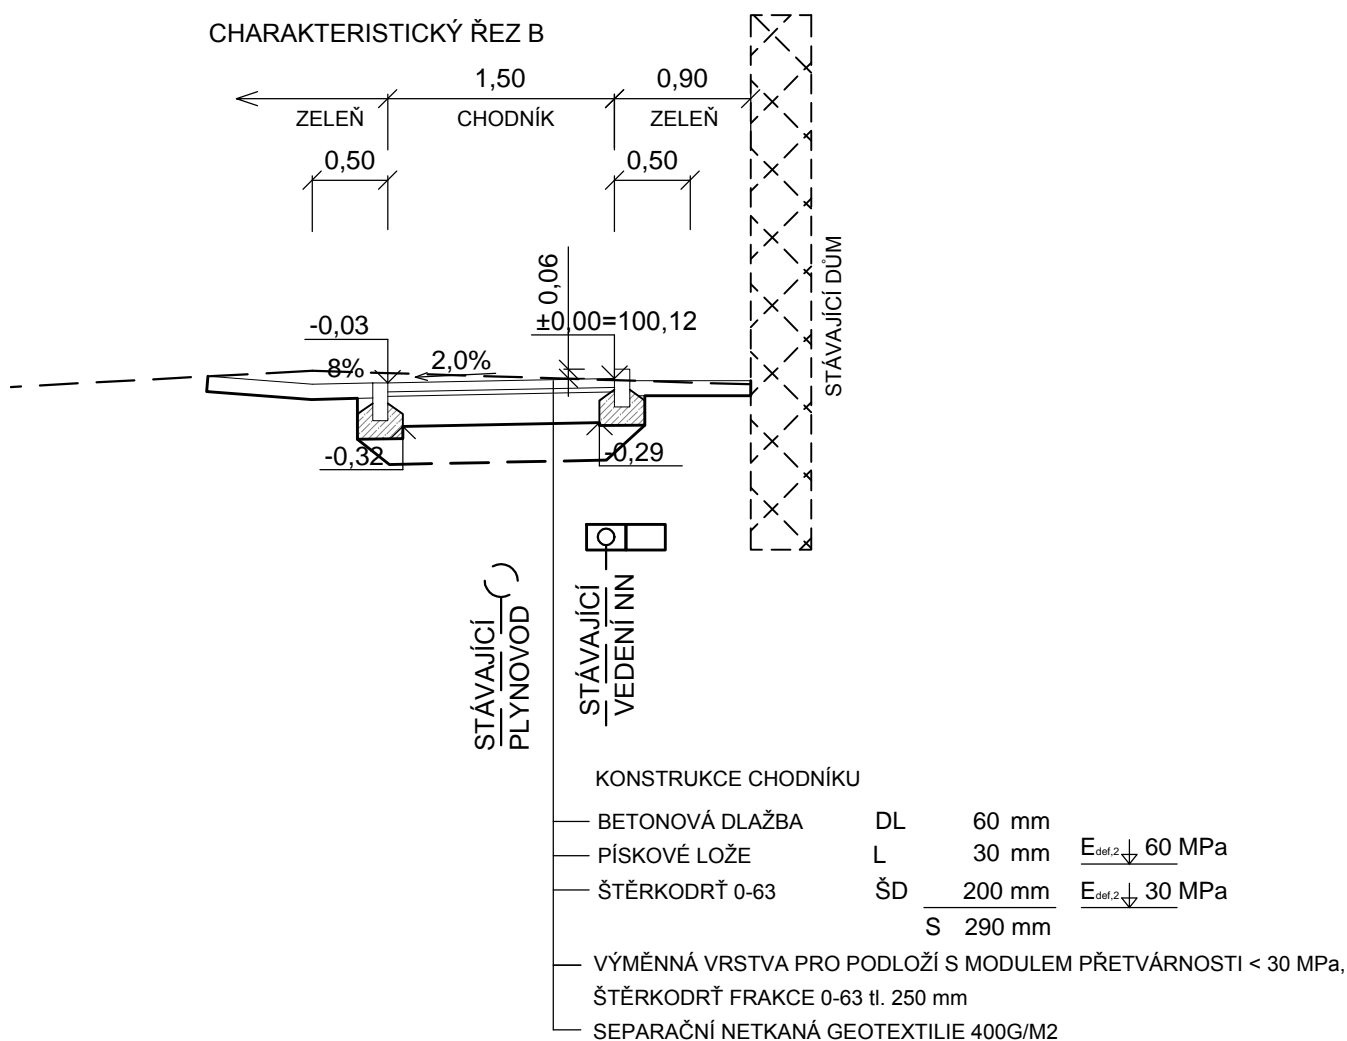 CHARAKTERISTICKÝ ŘEZ B
1,50 0,90
ZELEŇ CHODNÍK ZELEŇ
0,50 0,50
0,06
-0,03 ±0,00=100,12
8% 2,0%
STÁVAJÍCÍ DŮM
-0,32 -0,29
STÁVAJÍCÍ
PLYNOVOD
STÁVAJÍCÍ
VEDENÍ NN
KONSTRUKCE CHODNÍKU
BETONOVÁ DLAŽBA DL 60 mm
PÍSKOVÉ LOŽE L 30 mm Edef,2 60 MPa
ŠTĚRKODRŤ 0-63 ŠD 200 mm Edef,2 30 MPa
S 290 mm
VÝMĚNNÁ VRSTVA PRO PODLOŽÍ S MODULEM PŘETVÁRNOSTI < 30 MPa,
ŠTĚRKODRŤ FRAKCE 0-63 tl. 250 mm
SEPARAČNÍ NETKANÁ GEOTEXTILIE 400G/M2